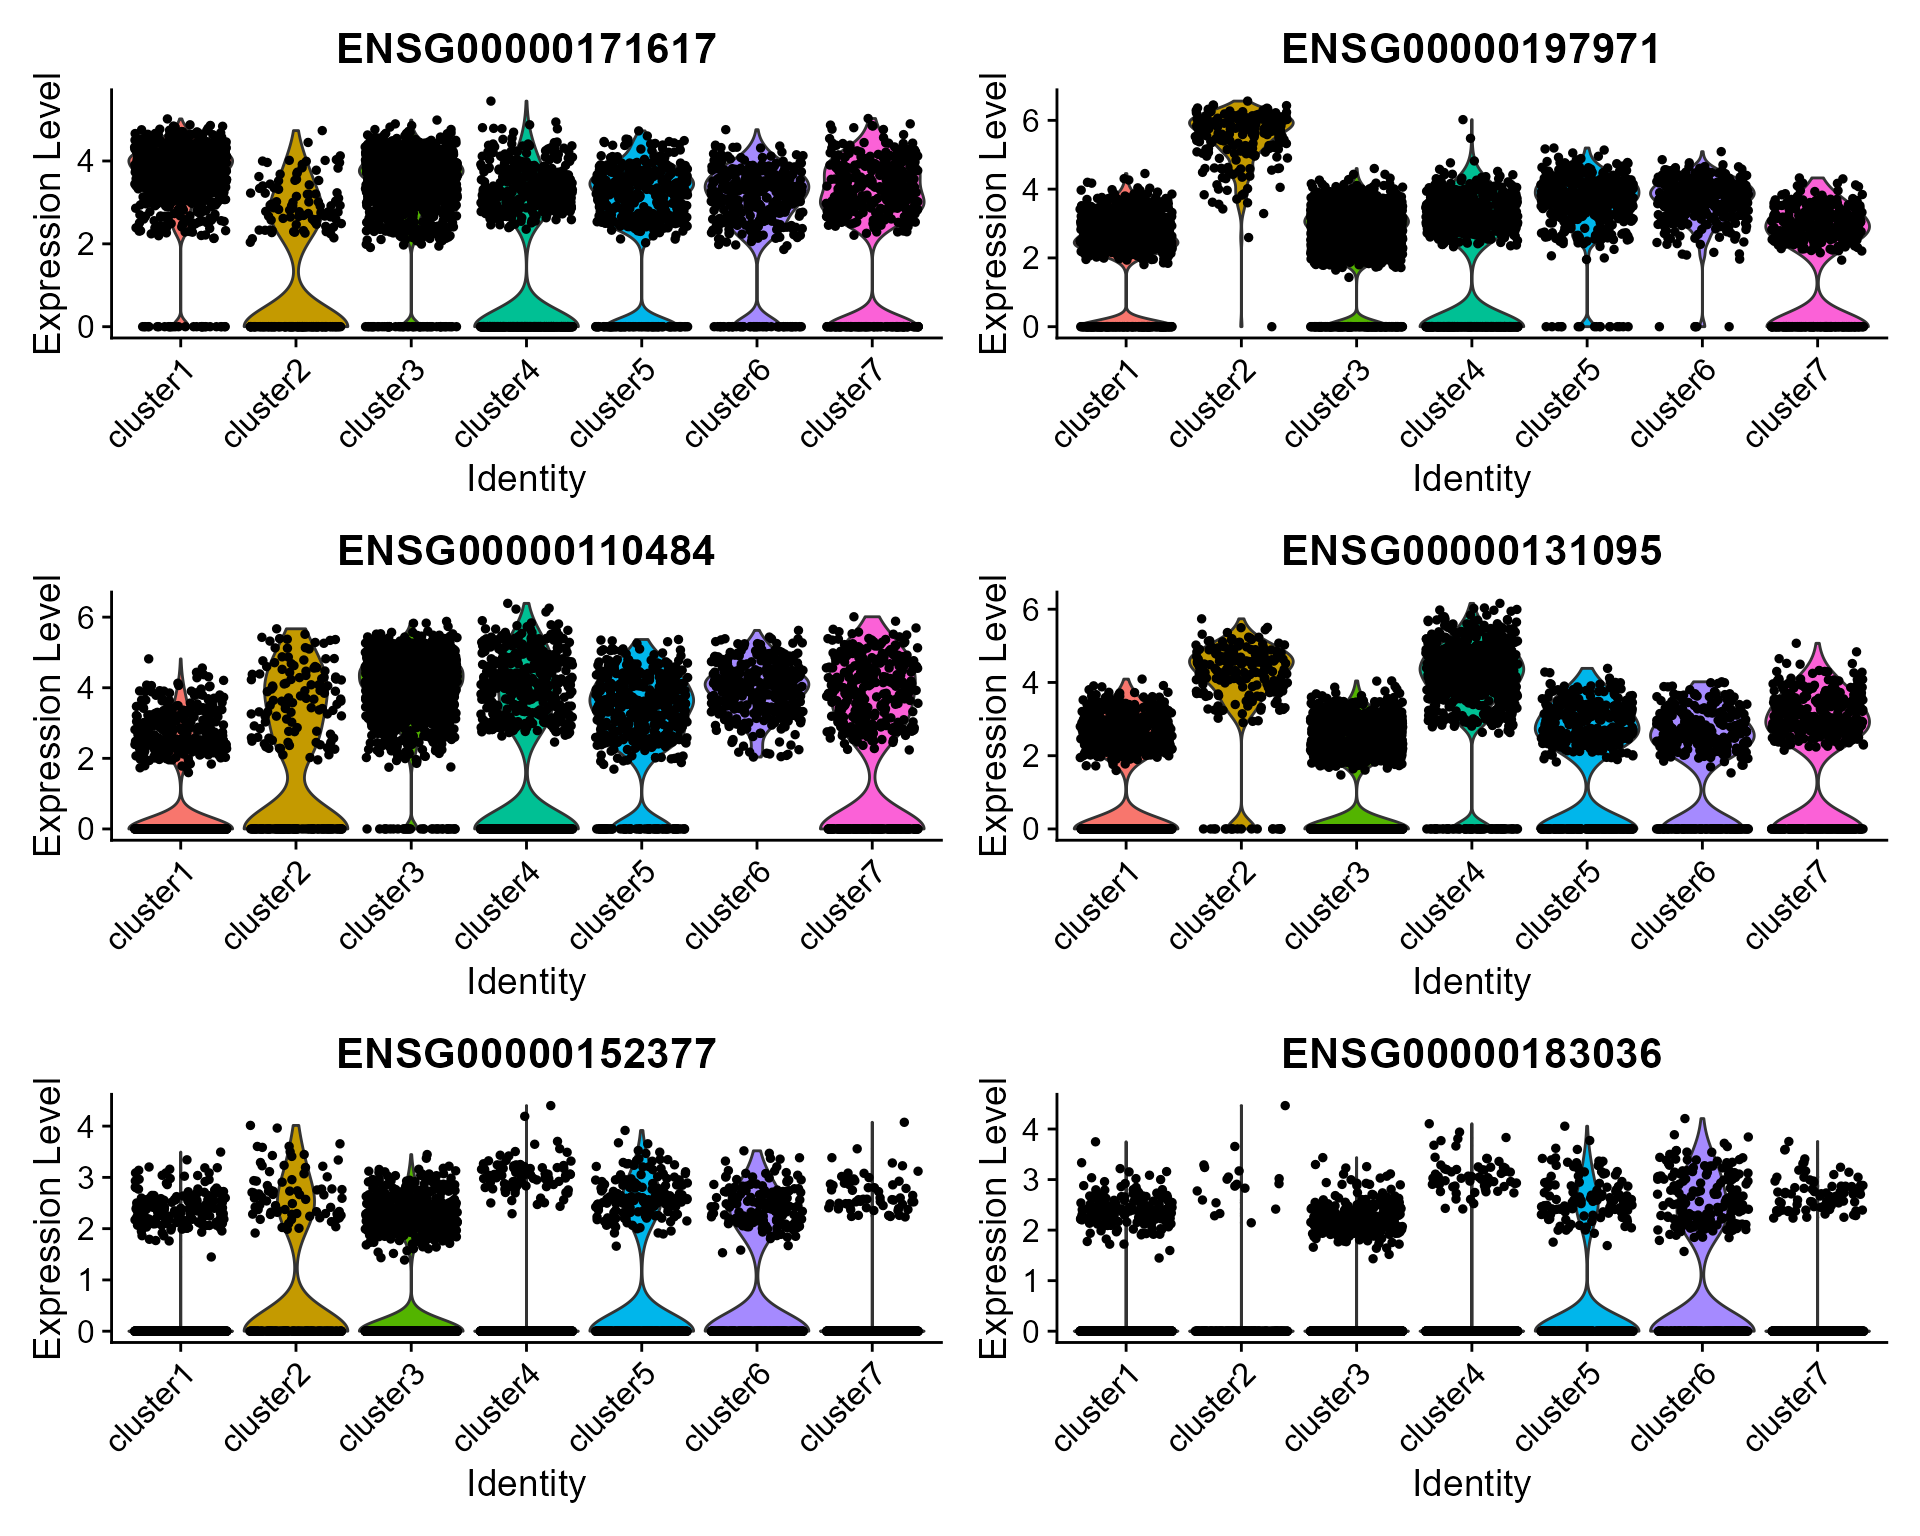 ENSG00000171617
Expression Level
4
2
0
cluster1 cluster2 cluster3 cluster4 cluster5 cluster6 cluster7
Identity
ENSG00000197971
Expression Level
6
4
2
0
cluster1 cluster2 cluster3 cluster4 cluster5 cluster6 cluster7
Identity
ENSG00000110484
Expression Level
6
4
2
0
cluster1 cluster2 cluster3 cluster4 cluster5 cluster6 cluster7
Identity
ENSG00000131095
Expression Level
6
4
2
0
cluster1 cluster2 cluster3 cluster4 cluster5 cluster6 cluster7
Identity
ENSG00000152377
Expression Level
4
3
2
1
0
cluster1 cluster2 cluster3 cluster4 cluster5 cluster6 cluster7
Identity
ENSG00000183036
Expression Level
4
3
2
1
0
cluster1 cluster2 cluster3 cluster4 cluster5 cluster6 cluster7
Identity